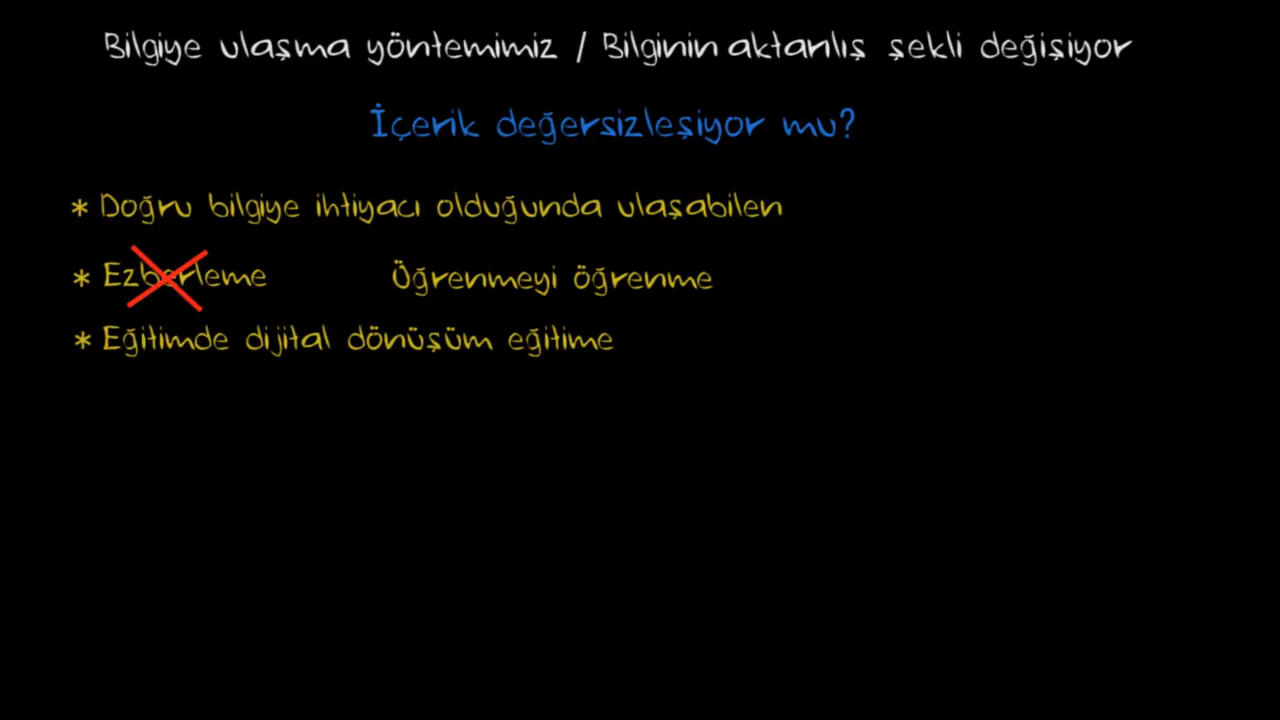 Bilgiye ulaşma yöntemimiz / Bilginin aktarılış şekli değişiyor
İçerik değersizleşiyor mu?
* Doğru bilgiye ihtiyacı olduğunda ulaşabilen
* Ezberleme Öğrenmeyi öğrenme
* Eğitimde dijital dönüşüm eğitime